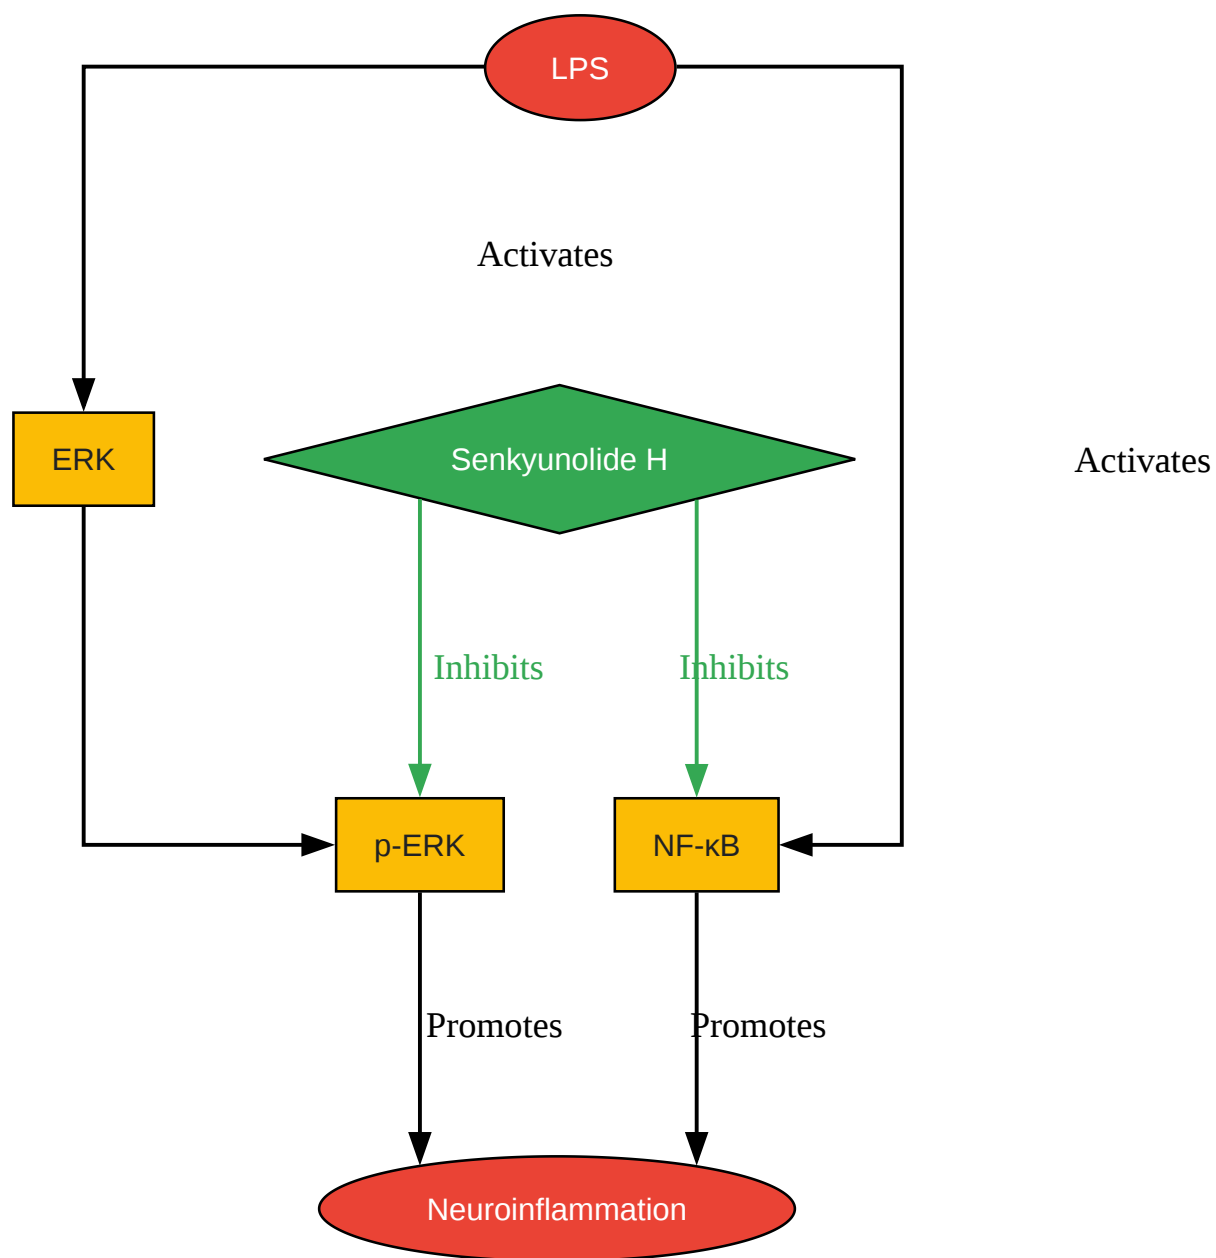 LPS
Activates
ERK
Senkyunolide H
Activates
Inhibits
Inhibits
p-ERK
NF-κB
Promotes
Promotes
Neuroinflammation